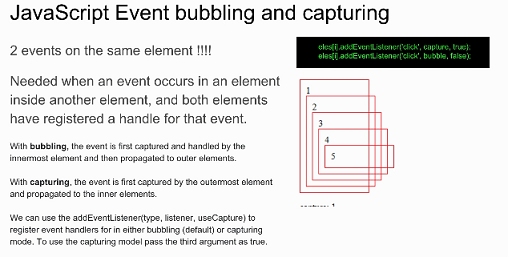 JavaScript Event bubbling and capturing
2 events on the same element !!!!
Needed when an event occurs in an element
inside another element, and both elements
have registered a handle for that event.
With bubbling, the event is first captured and handled by the
innermost element and then propagated to outer elements.
With capturing, the event is first captured by the outermost element
and propagated to the inner elements.
We can use the addEventListener(type, listener, useCapture) to
register event handlers for in either bubbling (default) or capturing
mode. To use the capturing model pass the third argument as true.
eles[i].addEventListener('click', capture, true);
eles[i].addEventListener('click', bubble, false);
1
2
3
4
5